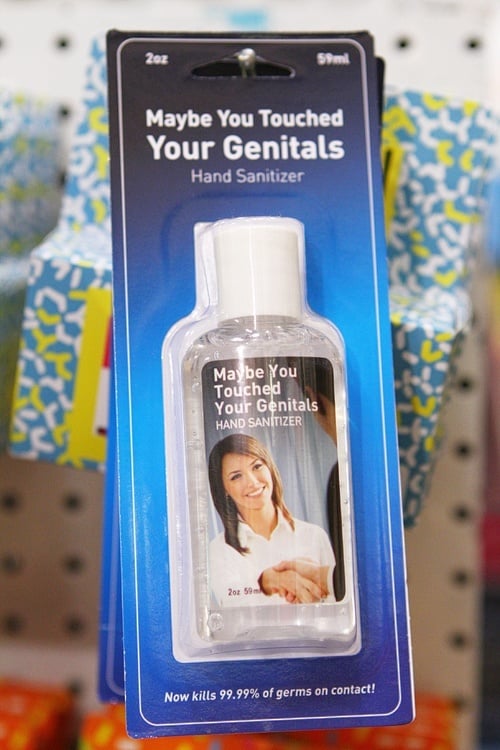 2oz 59ml
Maybe You Touched
Your Genitals
Hand Sanitizer
Maybe You
Touched
Your Genitals
HAND SANITIZER
2oz 59ml
Now kills 99.99% of germs on contact!